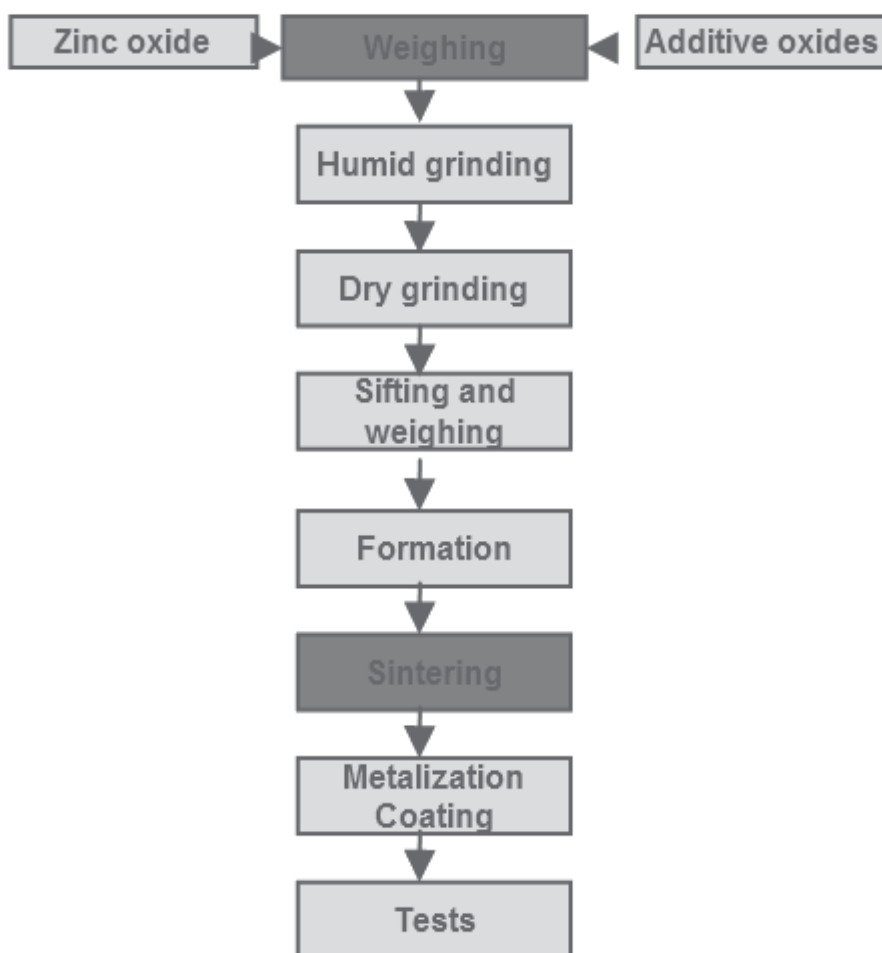 Zinc oxide
Weighing
Additive oxides
Humid grinding
Dry grinding
Sifting and
weighing
Formation
Sintering
Metalization
Coating
Tests